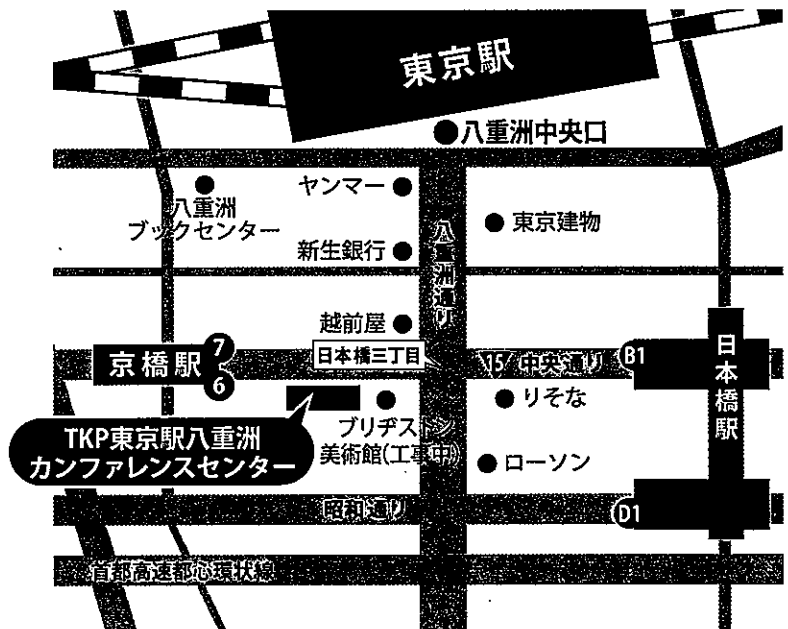 東京駅
八重洲中央口
ヤンマー
八重洲
ブックセンター
東京建物
新生銀行
八重洲通り
越前屋
日本橋三丁目
15
中央通り
B1
日本橋駅
京橋駅
7
6
りそな
ブリヂストン
美術館(工事中)
TKP東京駅八重洲
カンファレンスセンター
ローソン
昭和通り
D1
首都高速都心環状線